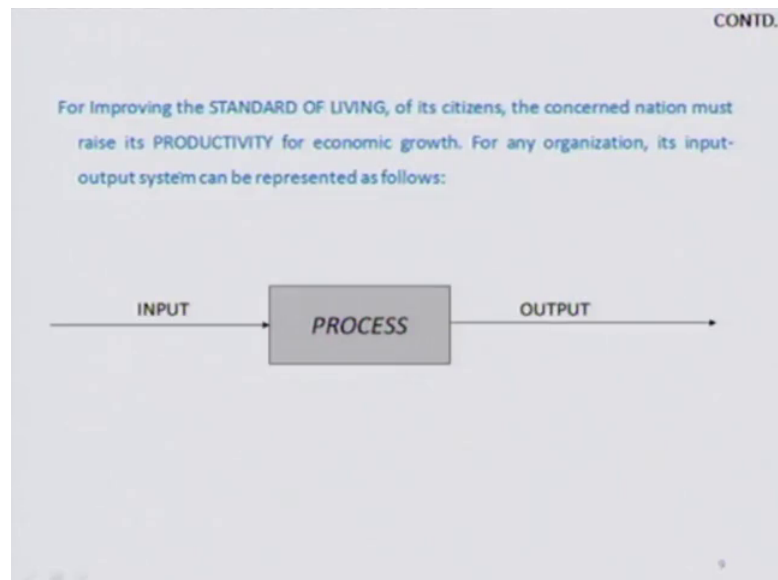 CONTD.
For Improving the STANDARD OF LIVING, of its citizens, the concerned nation must
raise its PRODUCTIVITY for economic growth. For any organization, its input-
output system can be represented as follows:
INPUT
PROCESS
OUTPUT
9